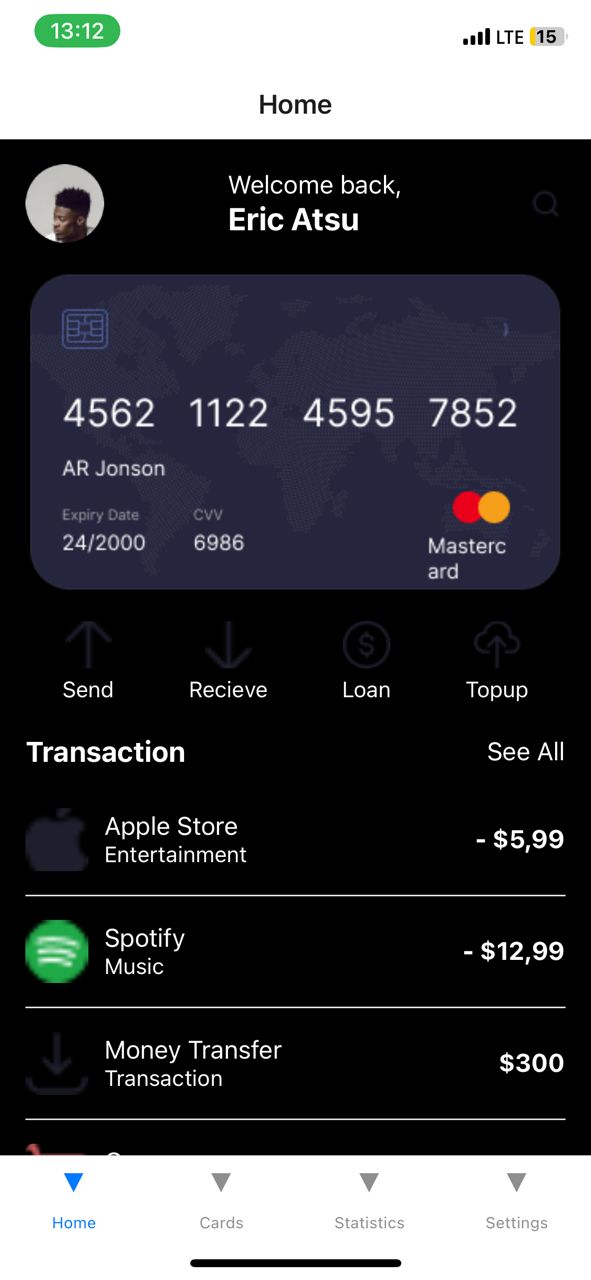 13:12
LTE 15
Home
Welcome back,
Eric Atsu
4562 1122 4595 7852
AR Jonson
Expiry Date CVV
24/2000 6986
Masterc
ard
Send Recieve Loan Topup
Transaction See All
Apple Store
Entertainment
- $5,99
Spotify
Music
- $12,99
Money Transfer
Transaction
$300
Home Cards Statistics Settings